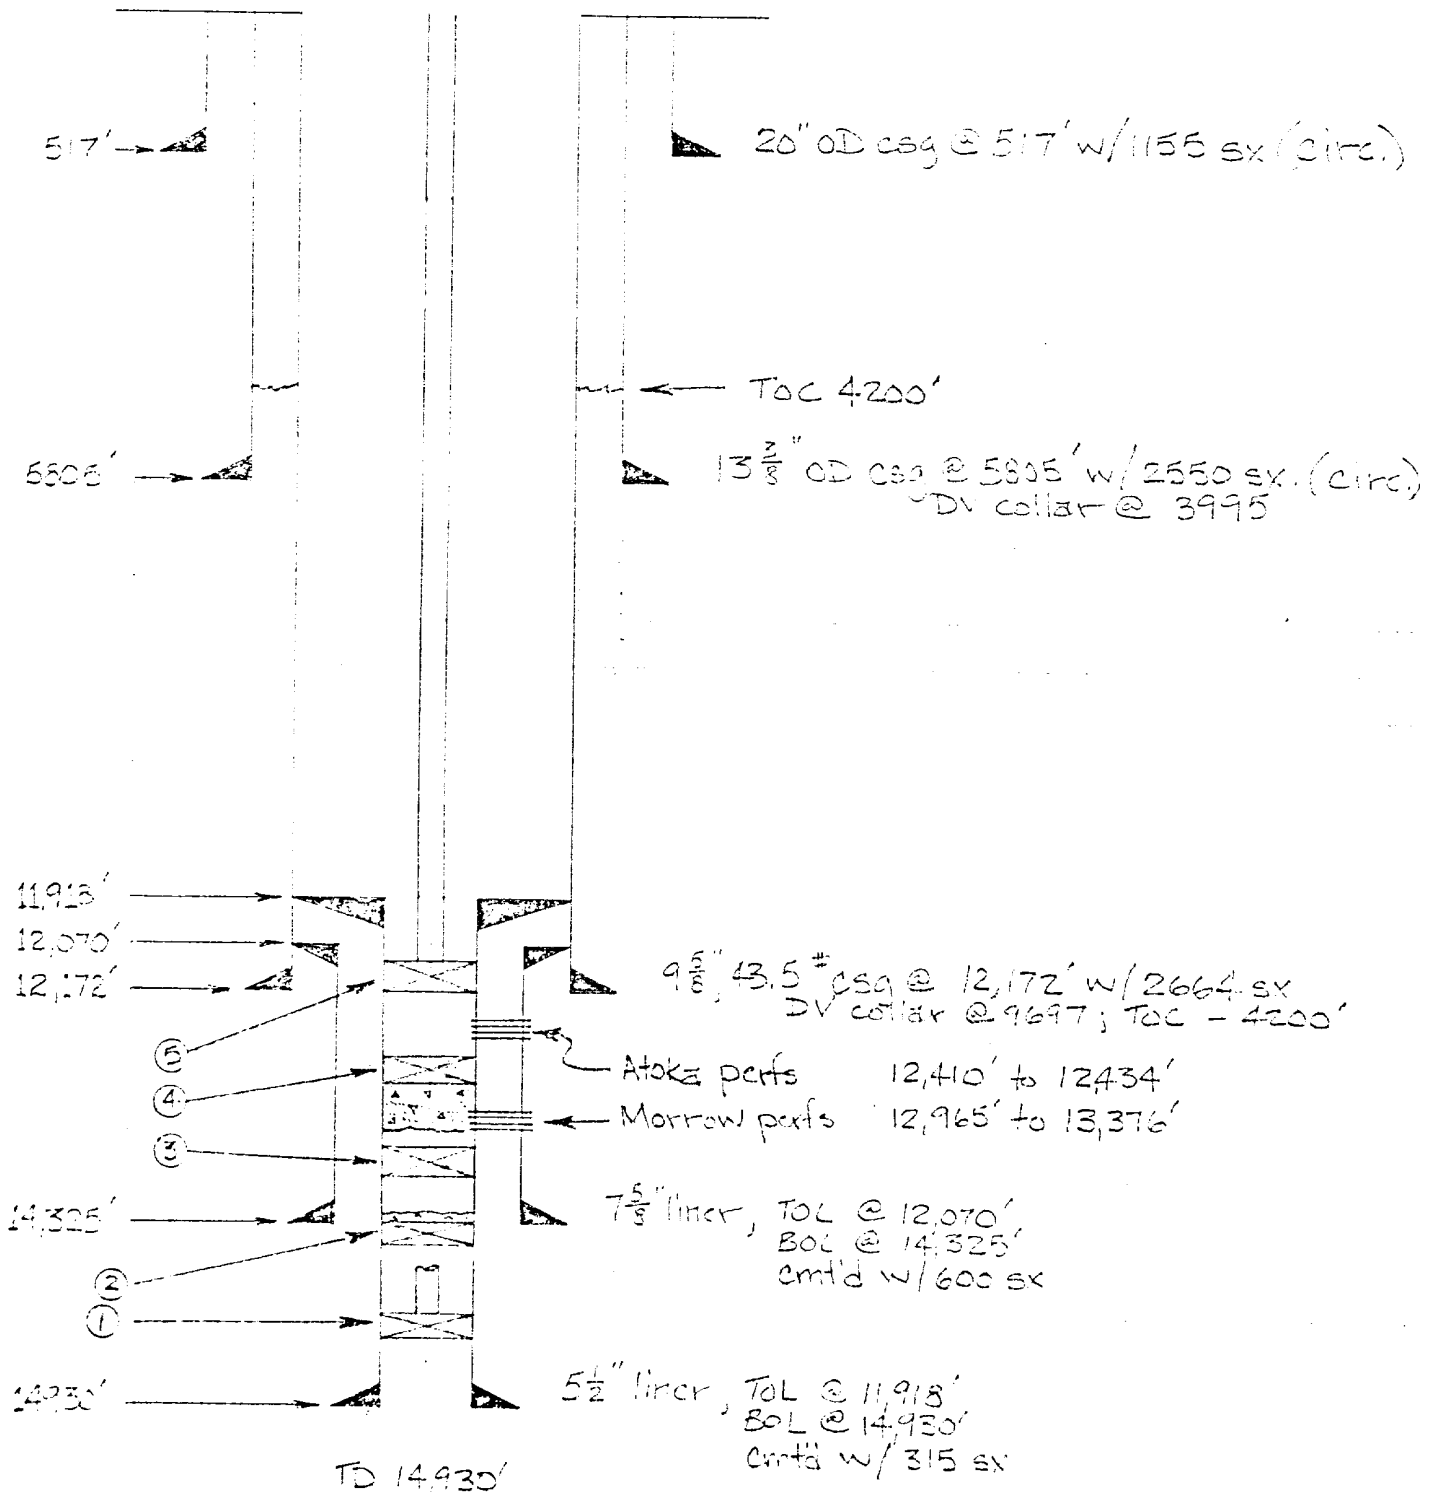 517'
20" OD csg @ 517' w/1155 sx (circ.)
TOC 4200'
5805'
13 3/8" OD csg @ 5805' w/2550 sx. (circ.)
DV collar @ 3995
11,918'
12,070'
12,172'
9 5/8", 43.5# csg @ 12,172' w/2664 sx
DV collar @ 9697; TOC - 4200'
5
Atoka perfs 12,410' to 12,434'
4
Morrow perfs 12,965' to 13,376'
3
14,325'
7 5/8" liner, TOL @ 12,070'
BOL @ 14,325'
cmt'd w/600 sx
2
1
14,930'
5 1/2" liner, TOL @ 11,918'
BOL @ 14,930'
cmt'd w/315 sx
TD 14,930'